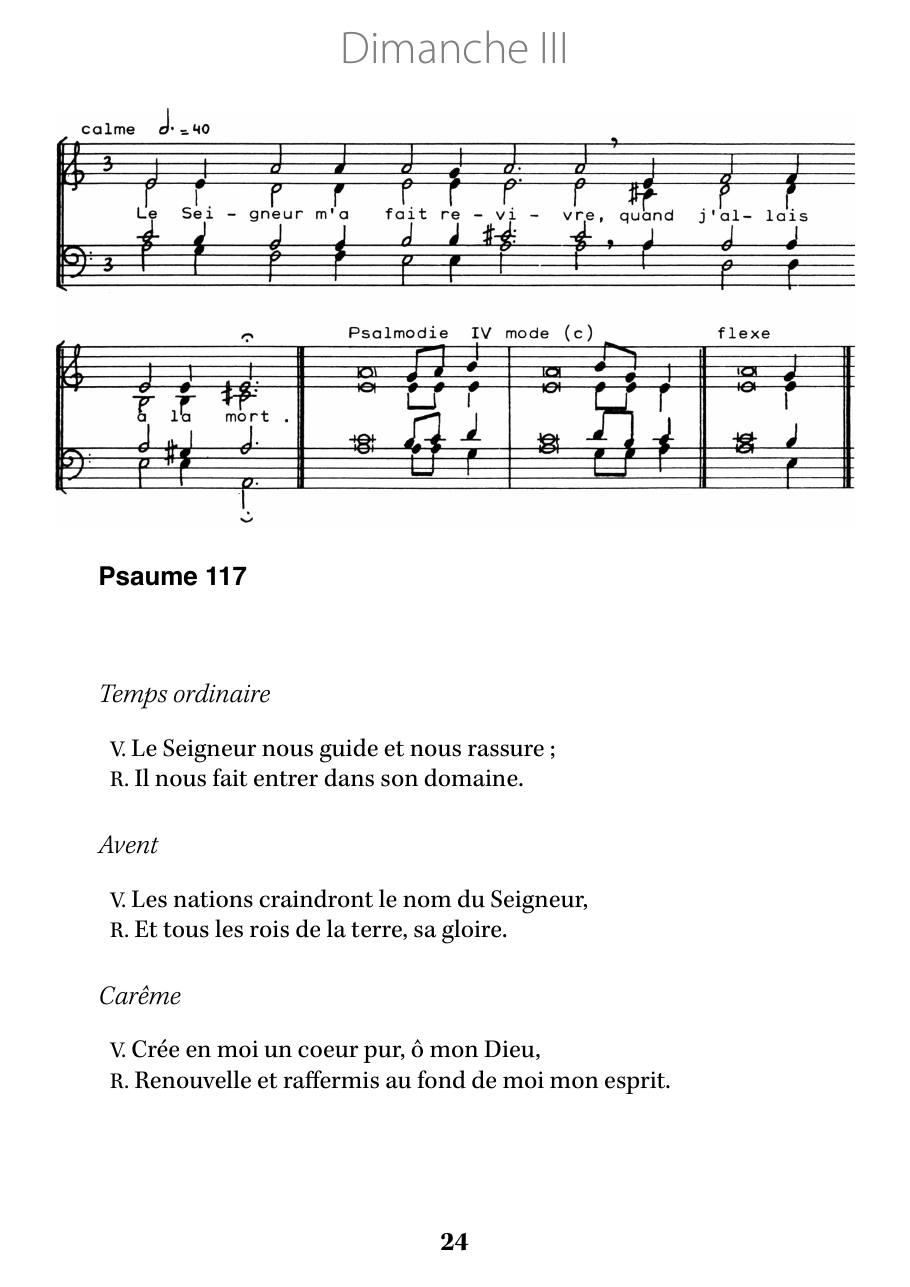 Dimanche III
calme 𝅗𝅥. = 40
3
Le Sei - gneur m'a fait re - vi - vre, quand j'al- lais
3
Psalmodie IV mode (c) flexe
à la mort .
Psaume 117
Temps ordinaire
V. Le Seigneur nous guide et nous rassure ;
R. Il nous fait entrer dans son domaine.
Avent
V. Les nations craindront le nom du Seigneur,
R. Et tous les rois de la terre, sa gloire.
Carême
V. Crée en moi un coeur pur, ô mon Dieu,
R. Renouvelle et raffermis au fond de moi mon esprit.
24